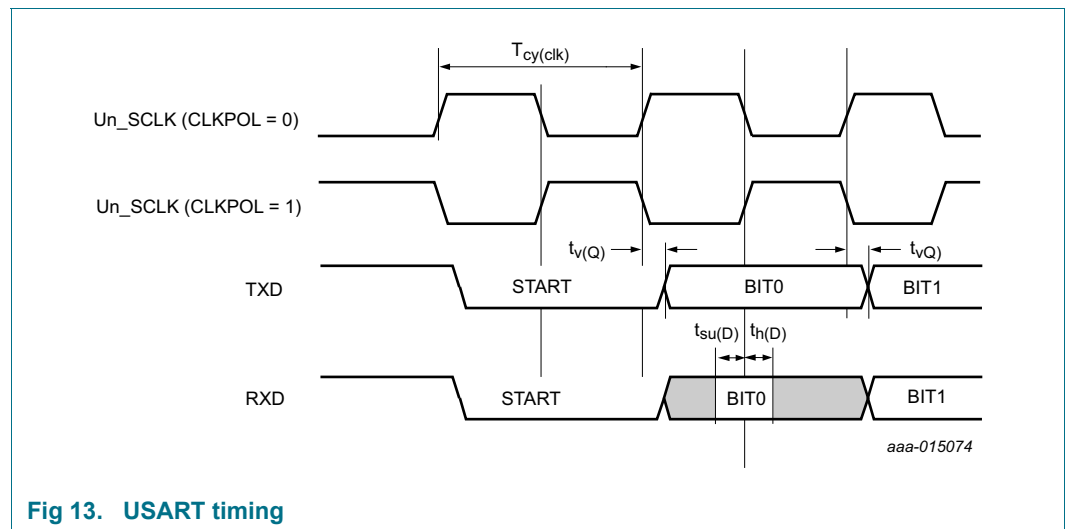 Tcy(clk)
Un_SCLK (CLKPOL = 0)
Un_SCLK (CLKPOL = 1)
tv(Q)
tvQ)
TXD
START
BIT0
BIT1
tsu(D)
th(D)
RXD
START
BIT0
BIT1
aaa-015074
Fig 13. USART timing